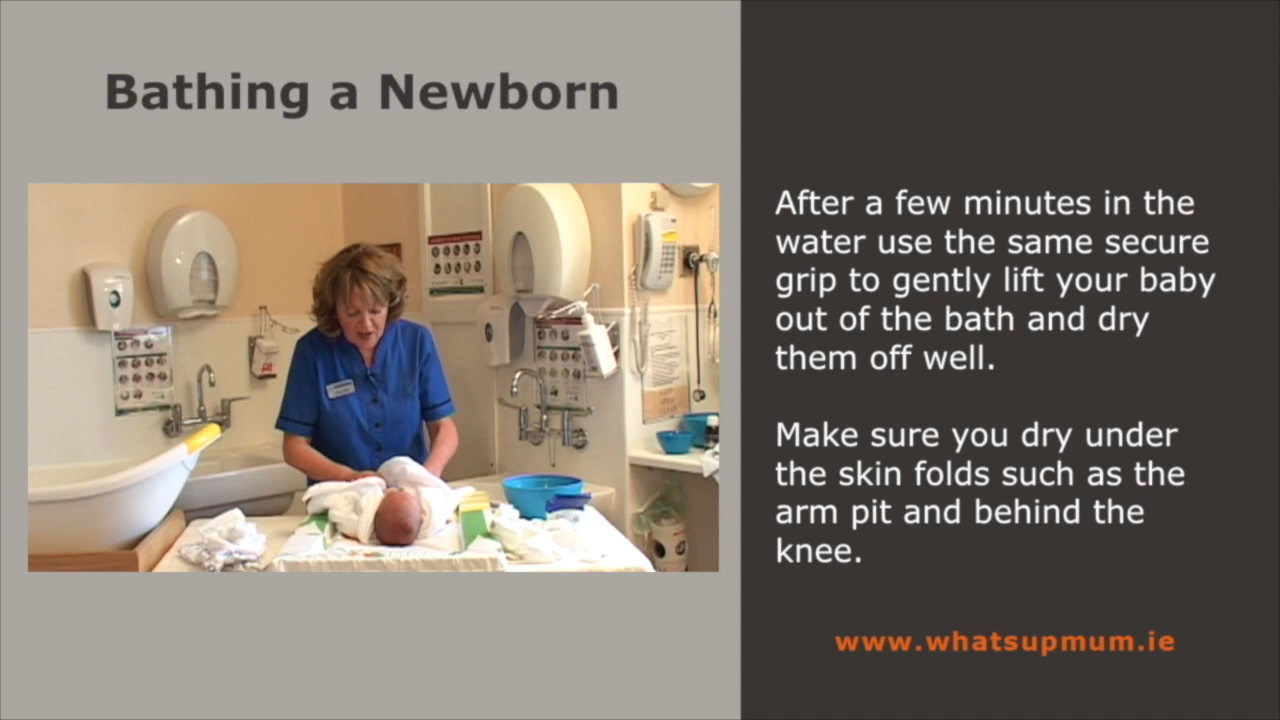 Bathing a Newborn
After a few minutes in the
water use the same secure
grip to gently lift your baby
out of the bath and dry
them off well.
Make sure you dry under
the skin folds such as the
arm pit and behind the
knee.
www.whatsupmum.ie